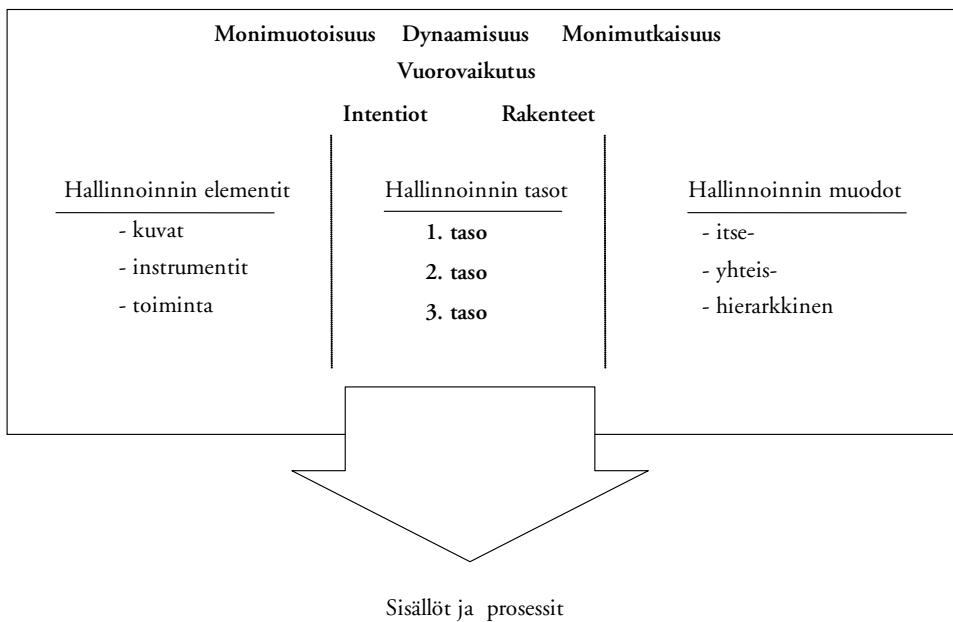 Monimuotoisuus Dynaamisuus Monimutkaisuus
Vuorovaikutus
Intentiot Rakenteet
Hallinnoinnin elementit
- kuvat
- instrumentit
- toiminta
Hallinnoinnin tasot
1. taso
2. taso
3. taso
Hallinnoinnin muodot
- itse-
- yhteis-
- hierarkkinen
Sisällöt ja prosessit